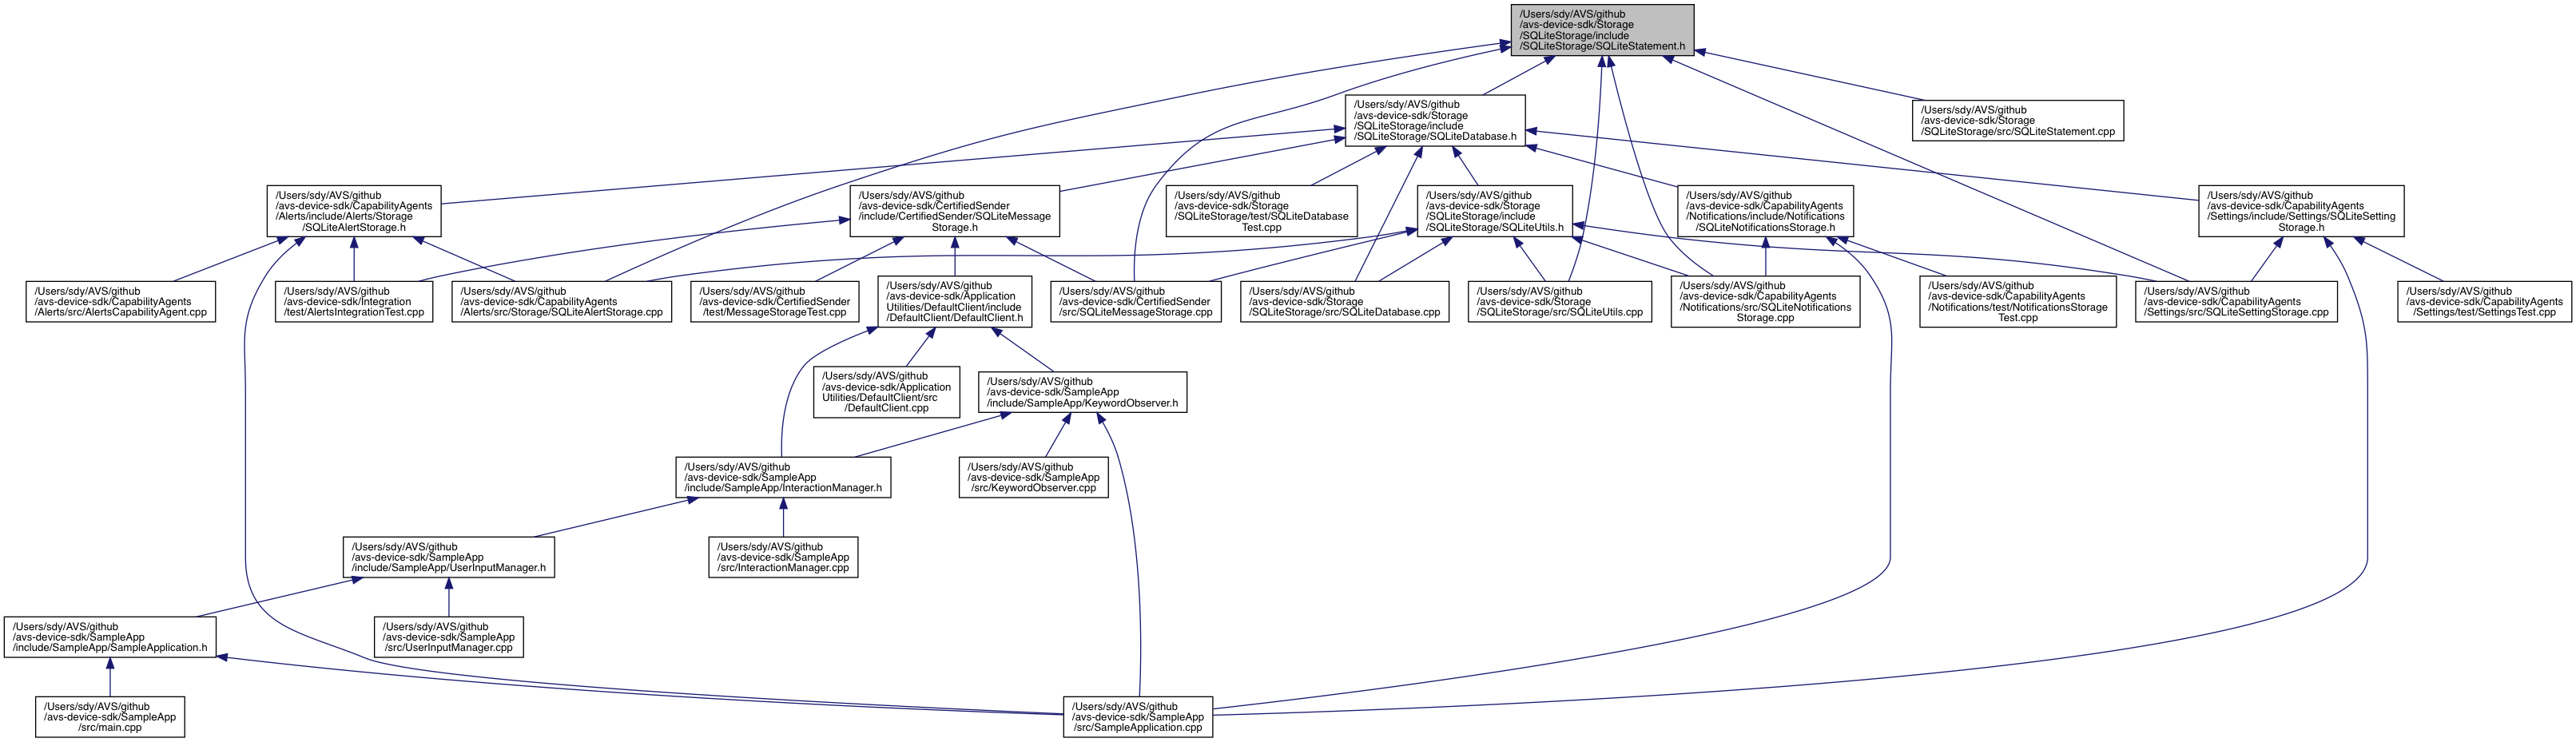 /Users/sdy/AVS/github
/avs-device-sdk/Storage
/SQLiteStorage/include
/SQLiteStorage/SQLiteStatement.h
/Users/sdy/AVS/github
/avs-device-sdk/Storage
/SQLiteStorage/include
/SQLiteStorage/SQLiteDatabase.h
/Users/sdy/AVS/github
/avs-device-sdk/Storage
/SQLiteStorage/src/SQLiteStatement.cpp
/Users/sdy/AVS/github
/avs-device-sdk/CapabilityAgents
/Alerts/include/Alerts/Storage
/SQLiteAlertStorage.h
/Users/sdy/AVS/github
/avs-device-sdk/CertifiedSender
/include/CertifiedSender/SQLiteMessage
Storage.h
/Users/sdy/AVS/github
/avs-device-sdk/Storage
/SQLiteStorage/test/SQLiteDatabase
Test.cpp
/Users/sdy/AVS/github
/avs-device-sdk/Storage
/SQLiteStorage/include
/SQLiteStorage/SQLiteUtils.h
/Users/sdy/AVS/github
/avs-device-sdk/CapabilityAgents
/Notifications/include/Notifications
/SQLiteNotificationsStorage.h
/Users/sdy/AVS/github
/avs-device-sdk/CapabilityAgents
/Settings/include/Settings/SQLiteSetting
Storage.h
/Users/sdy/AVS/github
/avs-device-sdk/CapabilityAgents
/Alerts/src/AlertsCapabilityAgent.cpp
/Users/sdy/AVS/github
/avs-device-sdk/Integration
/test/AlertsIntegrationTest.cpp
/Users/sdy/AVS/github
/avs-device-sdk/CapabilityAgents
/Alerts/src/Storage/SQLiteAlertStorage.cpp
/Users/sdy/AVS/github
/avs-device-sdk/CertifiedSender
/test/MessageStorageTest.cpp
/Users/sdy/AVS/github
/avs-device-sdk/Application
Utilities/DefaultClient/include
/DefaultClient/DefaultClient.h
/Users/sdy/AVS/github
/avs-device-sdk/CertifiedSender
/src/SQLiteMessageStorage.cpp
/Users/sdy/AVS/github
/avs-device-sdk/Storage
/SQLiteStorage/src/SQLiteDatabase.cpp
/Users/sdy/AVS/github
/avs-device-sdk/Storage
/SQLiteStorage/src/SQLiteUtils.cpp
/Users/sdy/AVS/github
/avs-device-sdk/CapabilityAgents
/Notifications/src/SQLiteNotifications
Storage.cpp
/Users/sdy/AVS/github
/avs-device-sdk/CapabilityAgents
/Notifications/test/NotificationsStorage
Test.cpp
/Users/sdy/AVS/github
/avs-device-sdk/CapabilityAgents
/Settings/src/SQLiteSettingStorage.cpp
/Users/sdy/AVS/github
/avs-device-sdk/CapabilityAgents
/Settings/test/SettingsTest.cpp
/Users/sdy/AVS/github
/avs-device-sdk/Application
Utilities/DefaultClient/src
/DefaultClient.cpp
/Users/sdy/AVS/github
/avs-device-sdk/SampleApp
/include/SampleApp/KeywordObserver.h
/Users/sdy/AVS/github
/avs-device-sdk/SampleApp
/include/SampleApp/InteractionManager.h
/Users/sdy/AVS/github
/avs-device-sdk/SampleApp
/src/KeywordObserver.cpp
/Users/sdy/AVS/github
/avs-device-sdk/SampleApp
/include/SampleApp/UserInputManager.h
/Users/sdy/AVS/github
/avs-device-sdk/SampleApp
/src/InteractionManager.cpp
/Users/sdy/AVS/github
/avs-device-sdk/SampleApp
/include/SampleApp/SampleApplication.h
/Users/sdy/AVS/github
/avs-device-sdk/SampleApp
/src/UserInputManager.cpp
/Users/sdy/AVS/github
/avs-device-sdk/SampleApp
/src/main.cpp
/Users/sdy/AVS/github
/avs-device-sdk/SampleApp
/src/SampleApplication.cpp